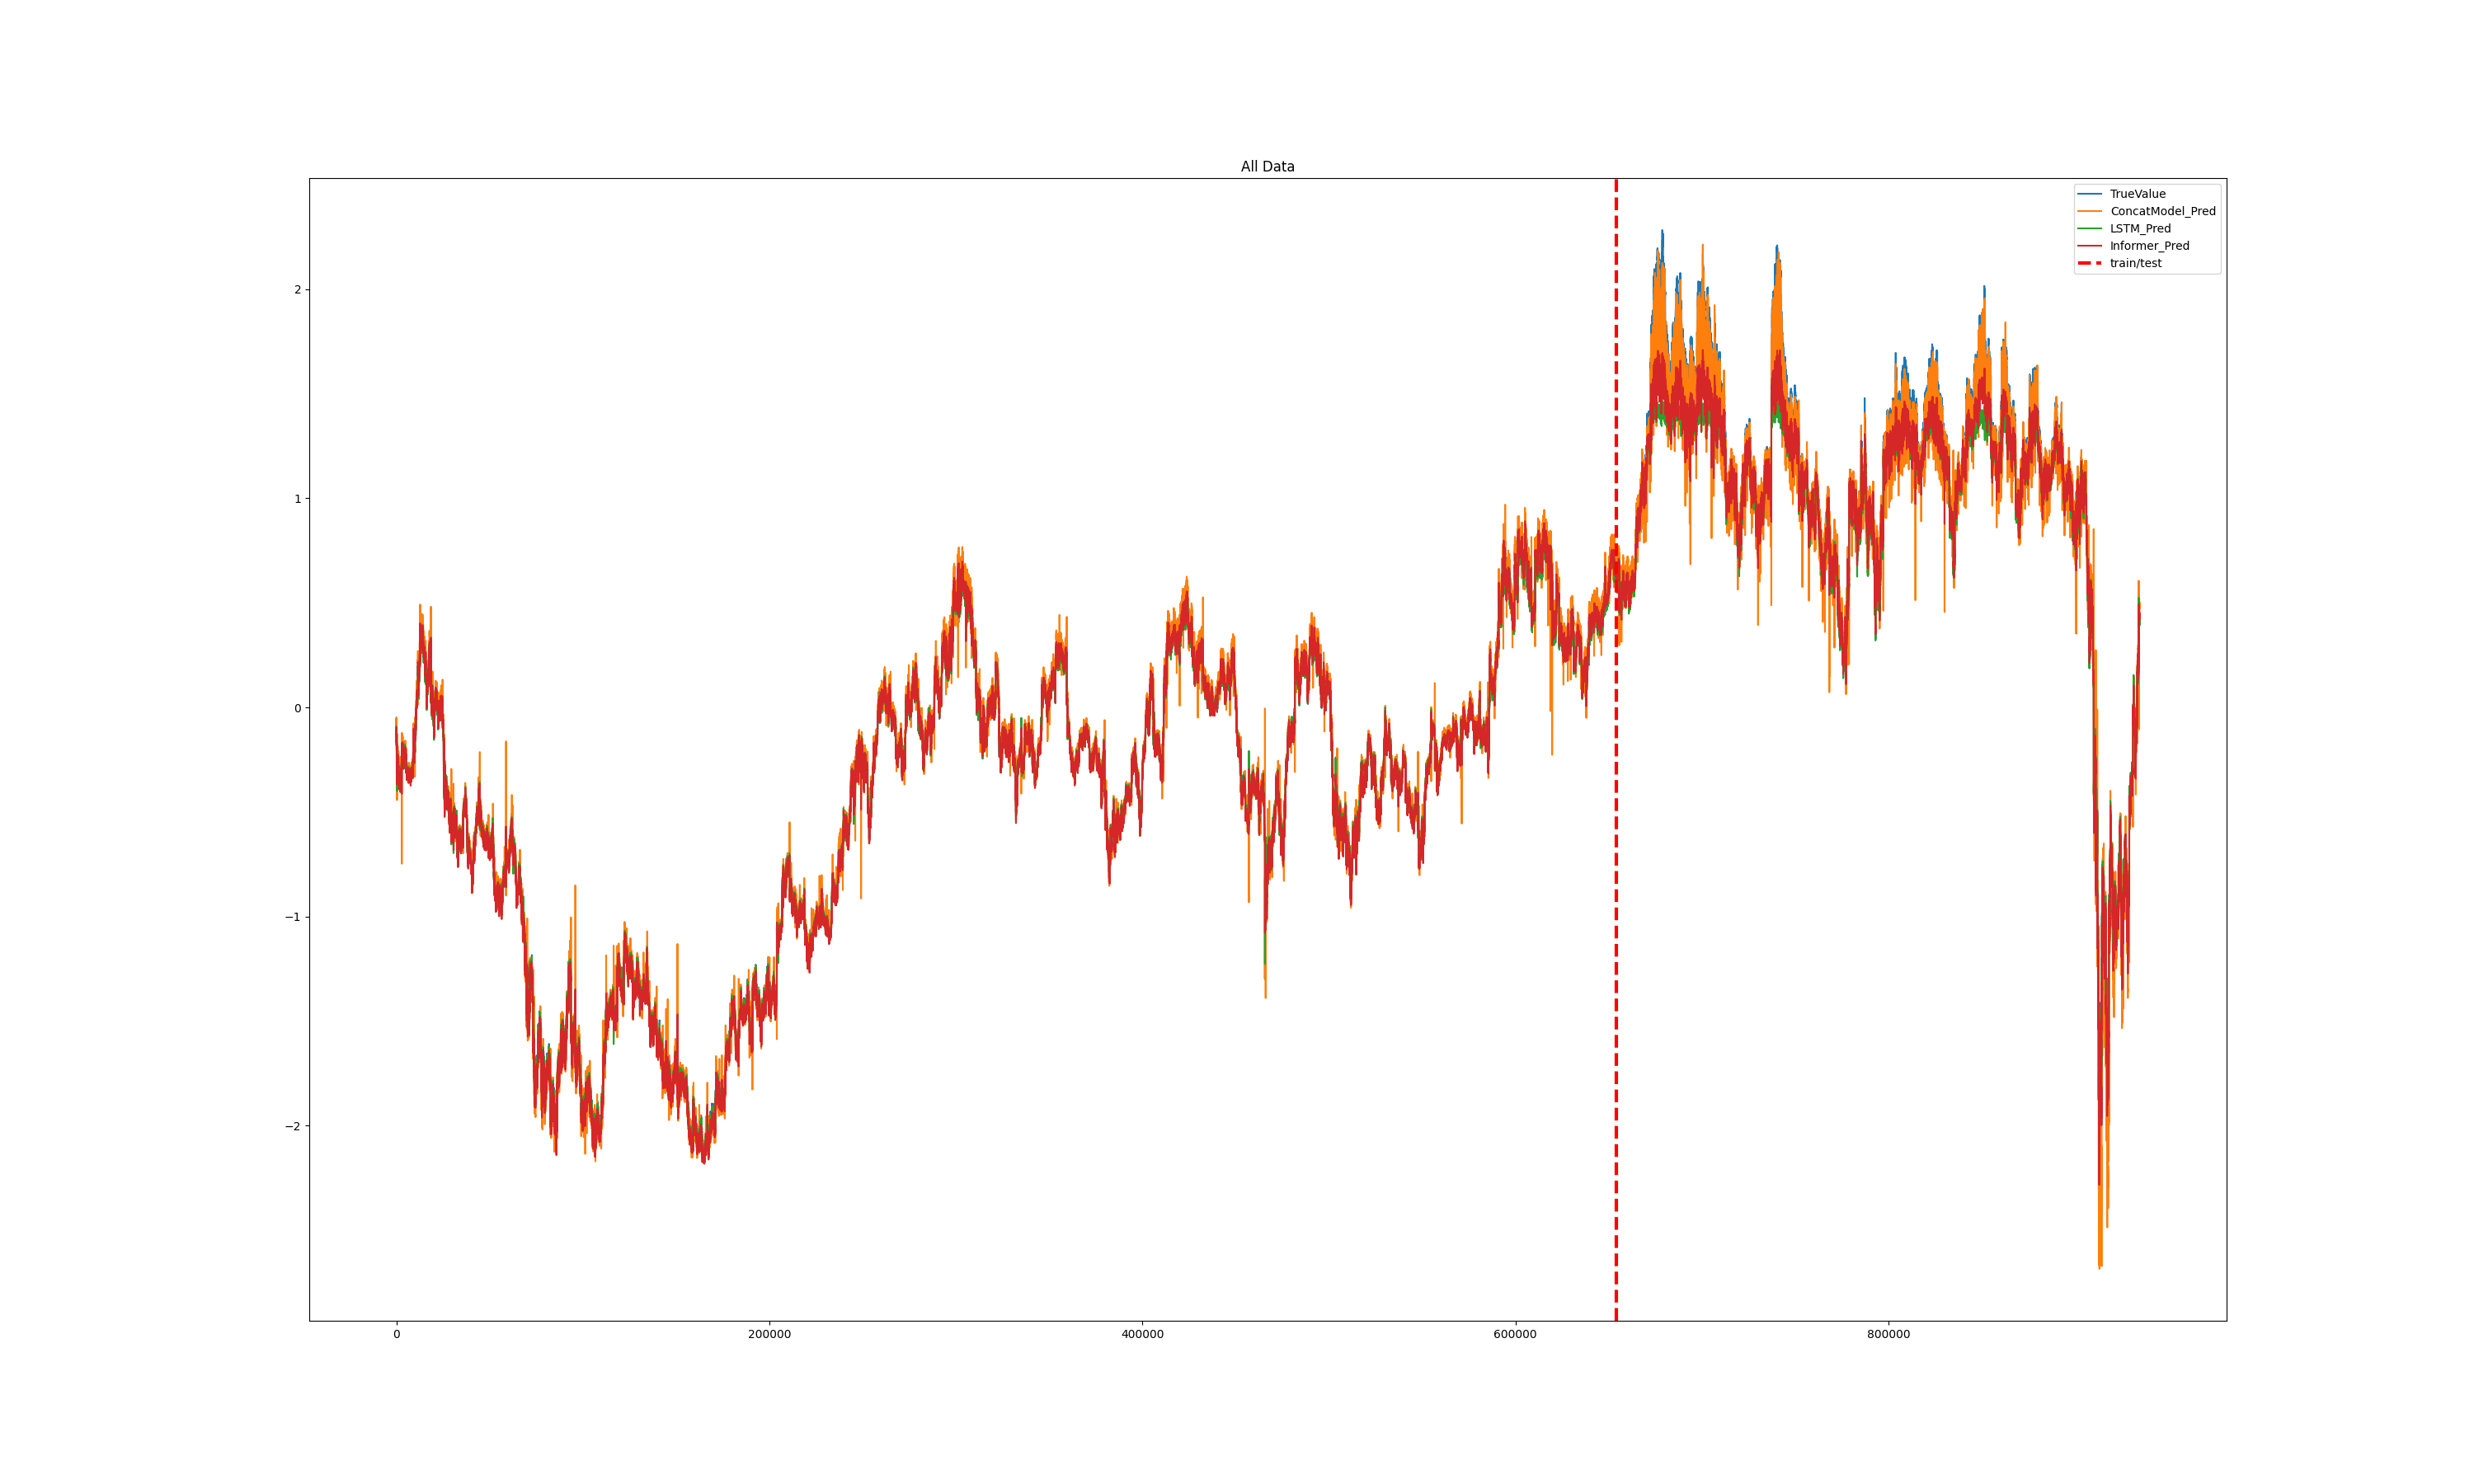 All Data
TrueValue
ConcatModel_Pred
LSTM_Pred
Informer_Pred
train/test
2
1
0
−1
−2
0
200000
400000
600000
800000